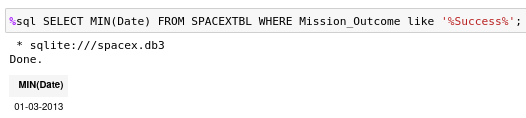 %sql SELECT MIN(Date) FROM SPACEXTBL WHERE Mission_Outcome like '%Success%';
* sqlite:///spacex.db3
Done.
MIN(Date)
01-03-2013